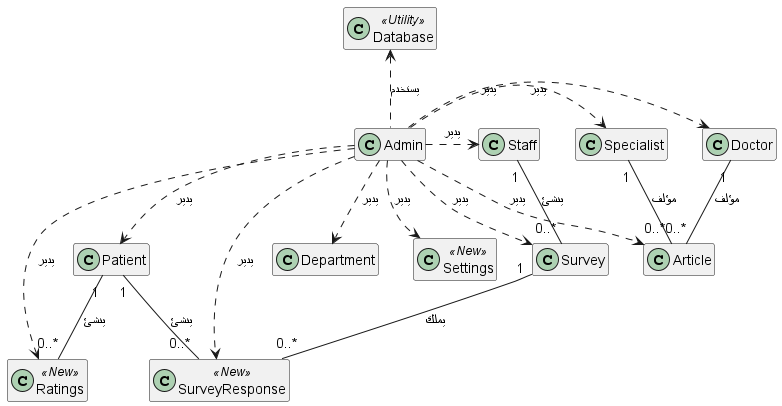 «Utility»
Database
يستخدم
يدير
يدير
C Admin
يدير
C Staff
C Specialist
C Doctor
1
1
1
يدير
يدير
يدير
يدير
يدير
ينشئ
مؤلف
مؤلف
0..*
0..*
0..*
يدير
يدير
C Patient
C Department
«New»
C Settings
C Survey
C Article
1
1
1
ينشئ
ينشئ
يملك
0..*
0..*
0..*
«New»
C Ratings
«New»
C SurveyResponse